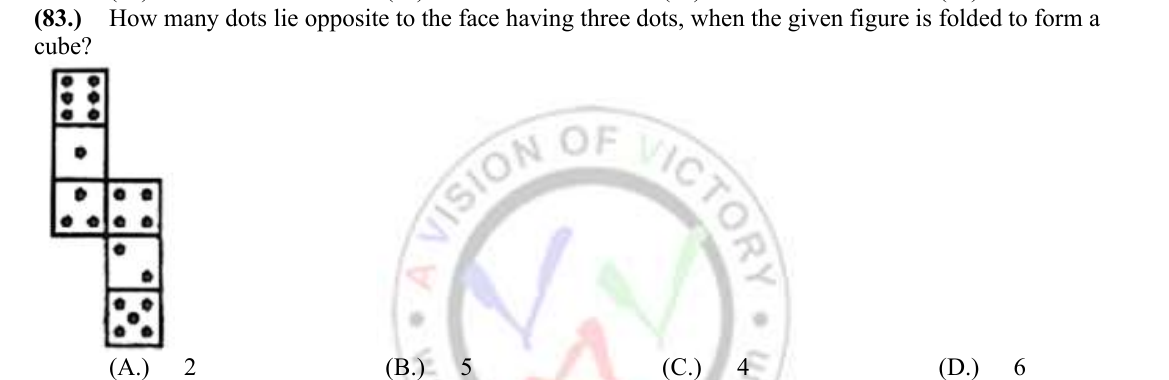 (83.) How many dots lie opposite to the face having three dots, when the given figure is folded to form a
cube?
A VISION OF VICTORY
(A.) 2 (B.) 5 (C.) 4 (D.) 6